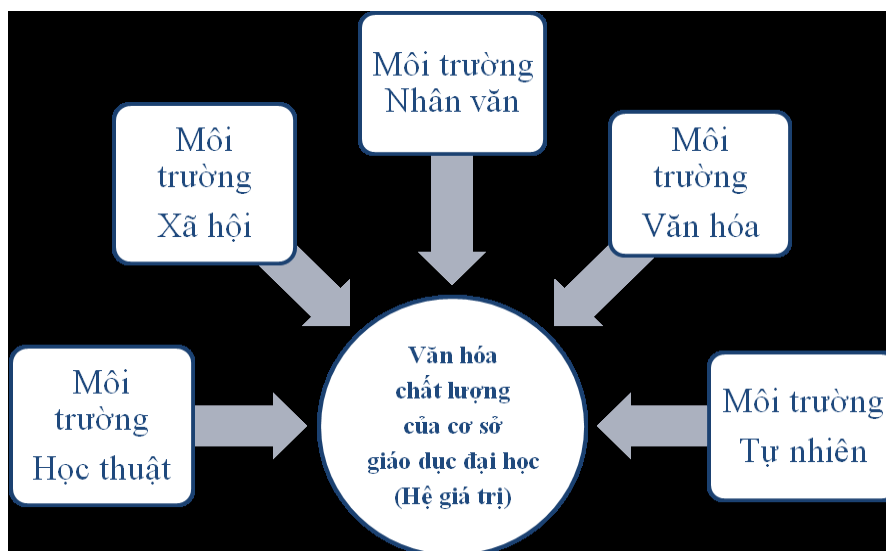 Môi trường
Nhân văn
Môi
trường
Xã hội
Môi
trường
Văn hóa
Môi
trường
Học thuật
Văn hóa
chất lượng
của cơ sở
giáo dục đại học
(Hệ giá trị)
Môi trường
Tự nhiên